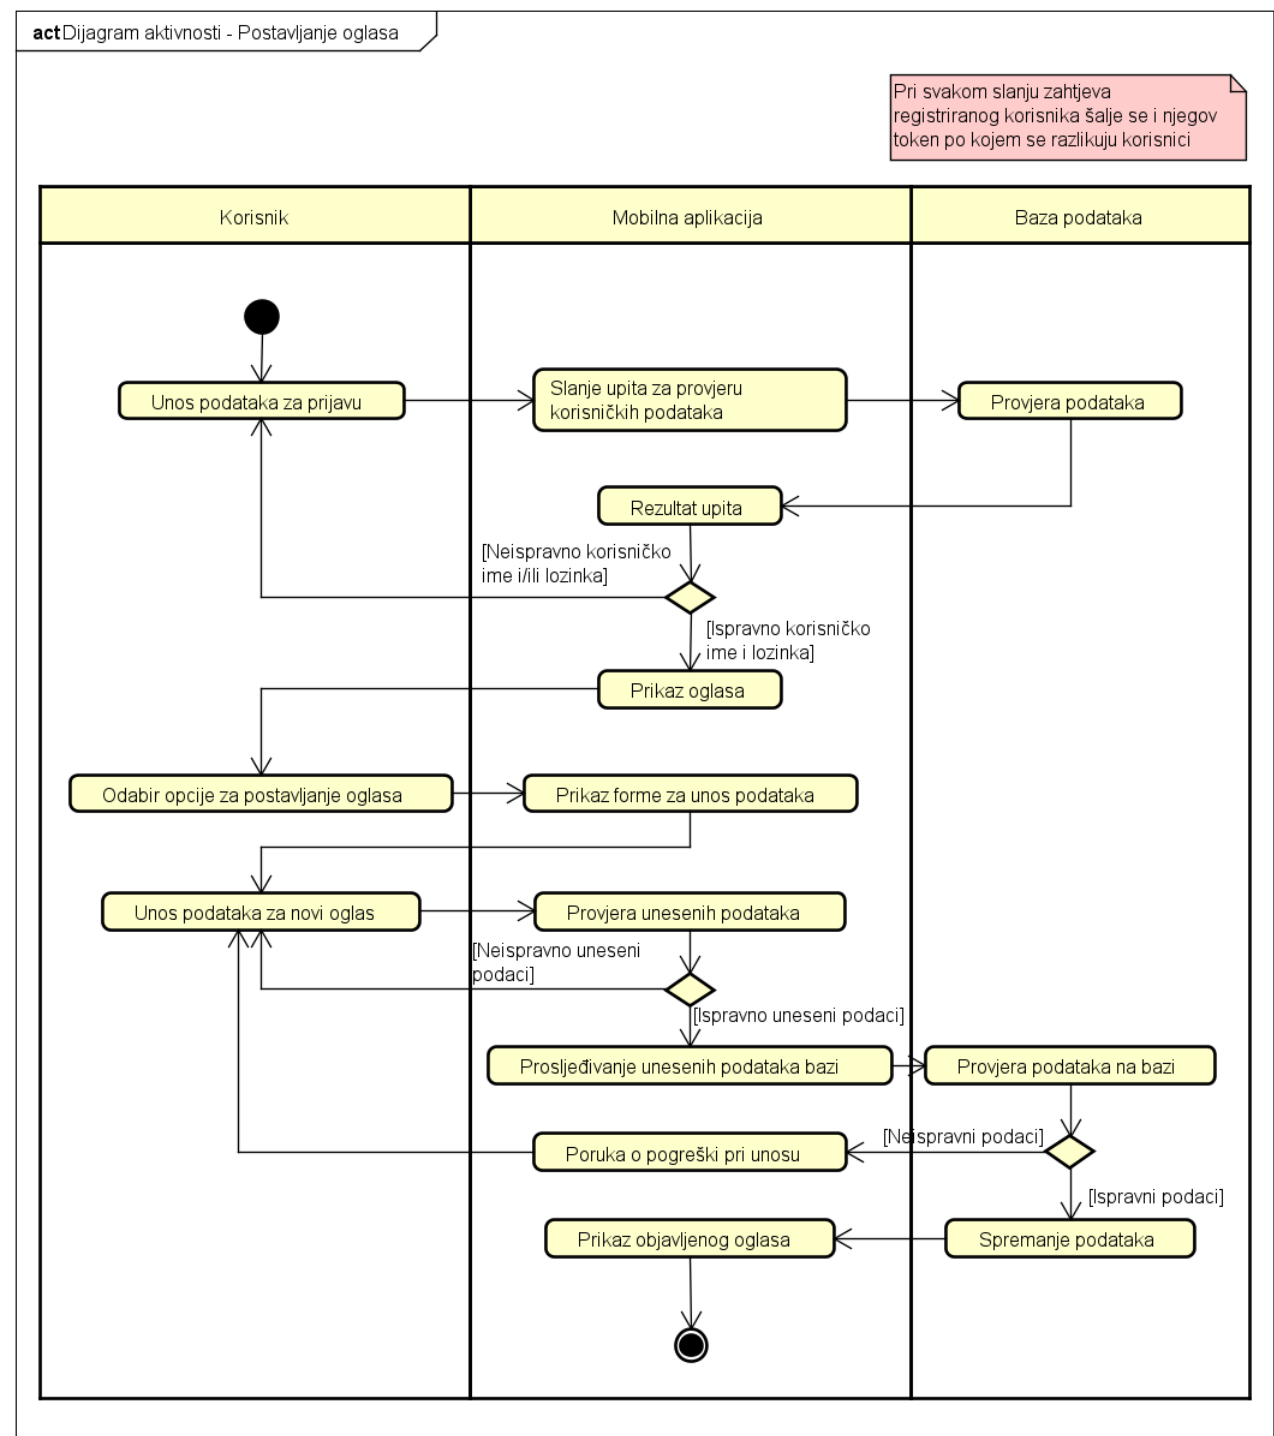 act Dijagram aktivnosti - Postavljanje oglasa
Pri svakom slanju zahtjeva
registriranog korisnika šalje se i njegov
token po kojem se razlikuju korisnici
Korisnik
Mobilna aplikacija
Baza podataka
Unos podataka za prijavu
Slanje upita za provjeru
korisničkih podataka
Provjera podataka
Rezultat upita
[Neispravno korisničko
ime i/ili lozinka]
[Ispravno korisničko
ime i lozinka]
Prikaz oglasa
Odabir opcije za postavljanje oglasa
Prikaz forme za unos podataka
Unos podataka za novi oglas
Provjera unesenih podataka
[Neispravno uneseni
podaci]
[Ispravno uneseni podaci]
Prosljeđivanje unesenih podataka bazi
Provjera podataka na bazi
[Neispravni podaci]
Poruka o pogreški pri unosu
[Ispravni podaci]
Prikaz objavljenog oglasa
Spremanje podataka